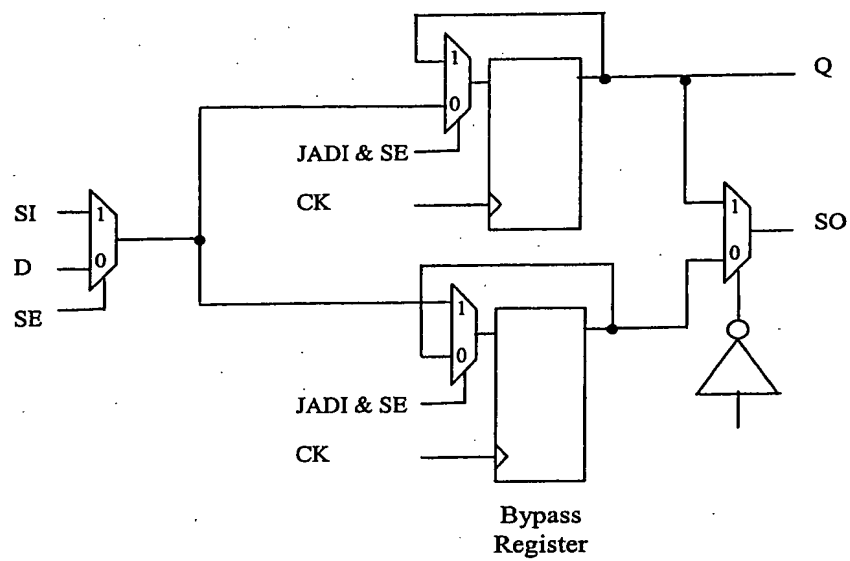 Q
1
0
JADI & SE
CK
SI
1
D
0
SE
1
SO
0
1
0
JADI & SE
CK
Bypass
Register